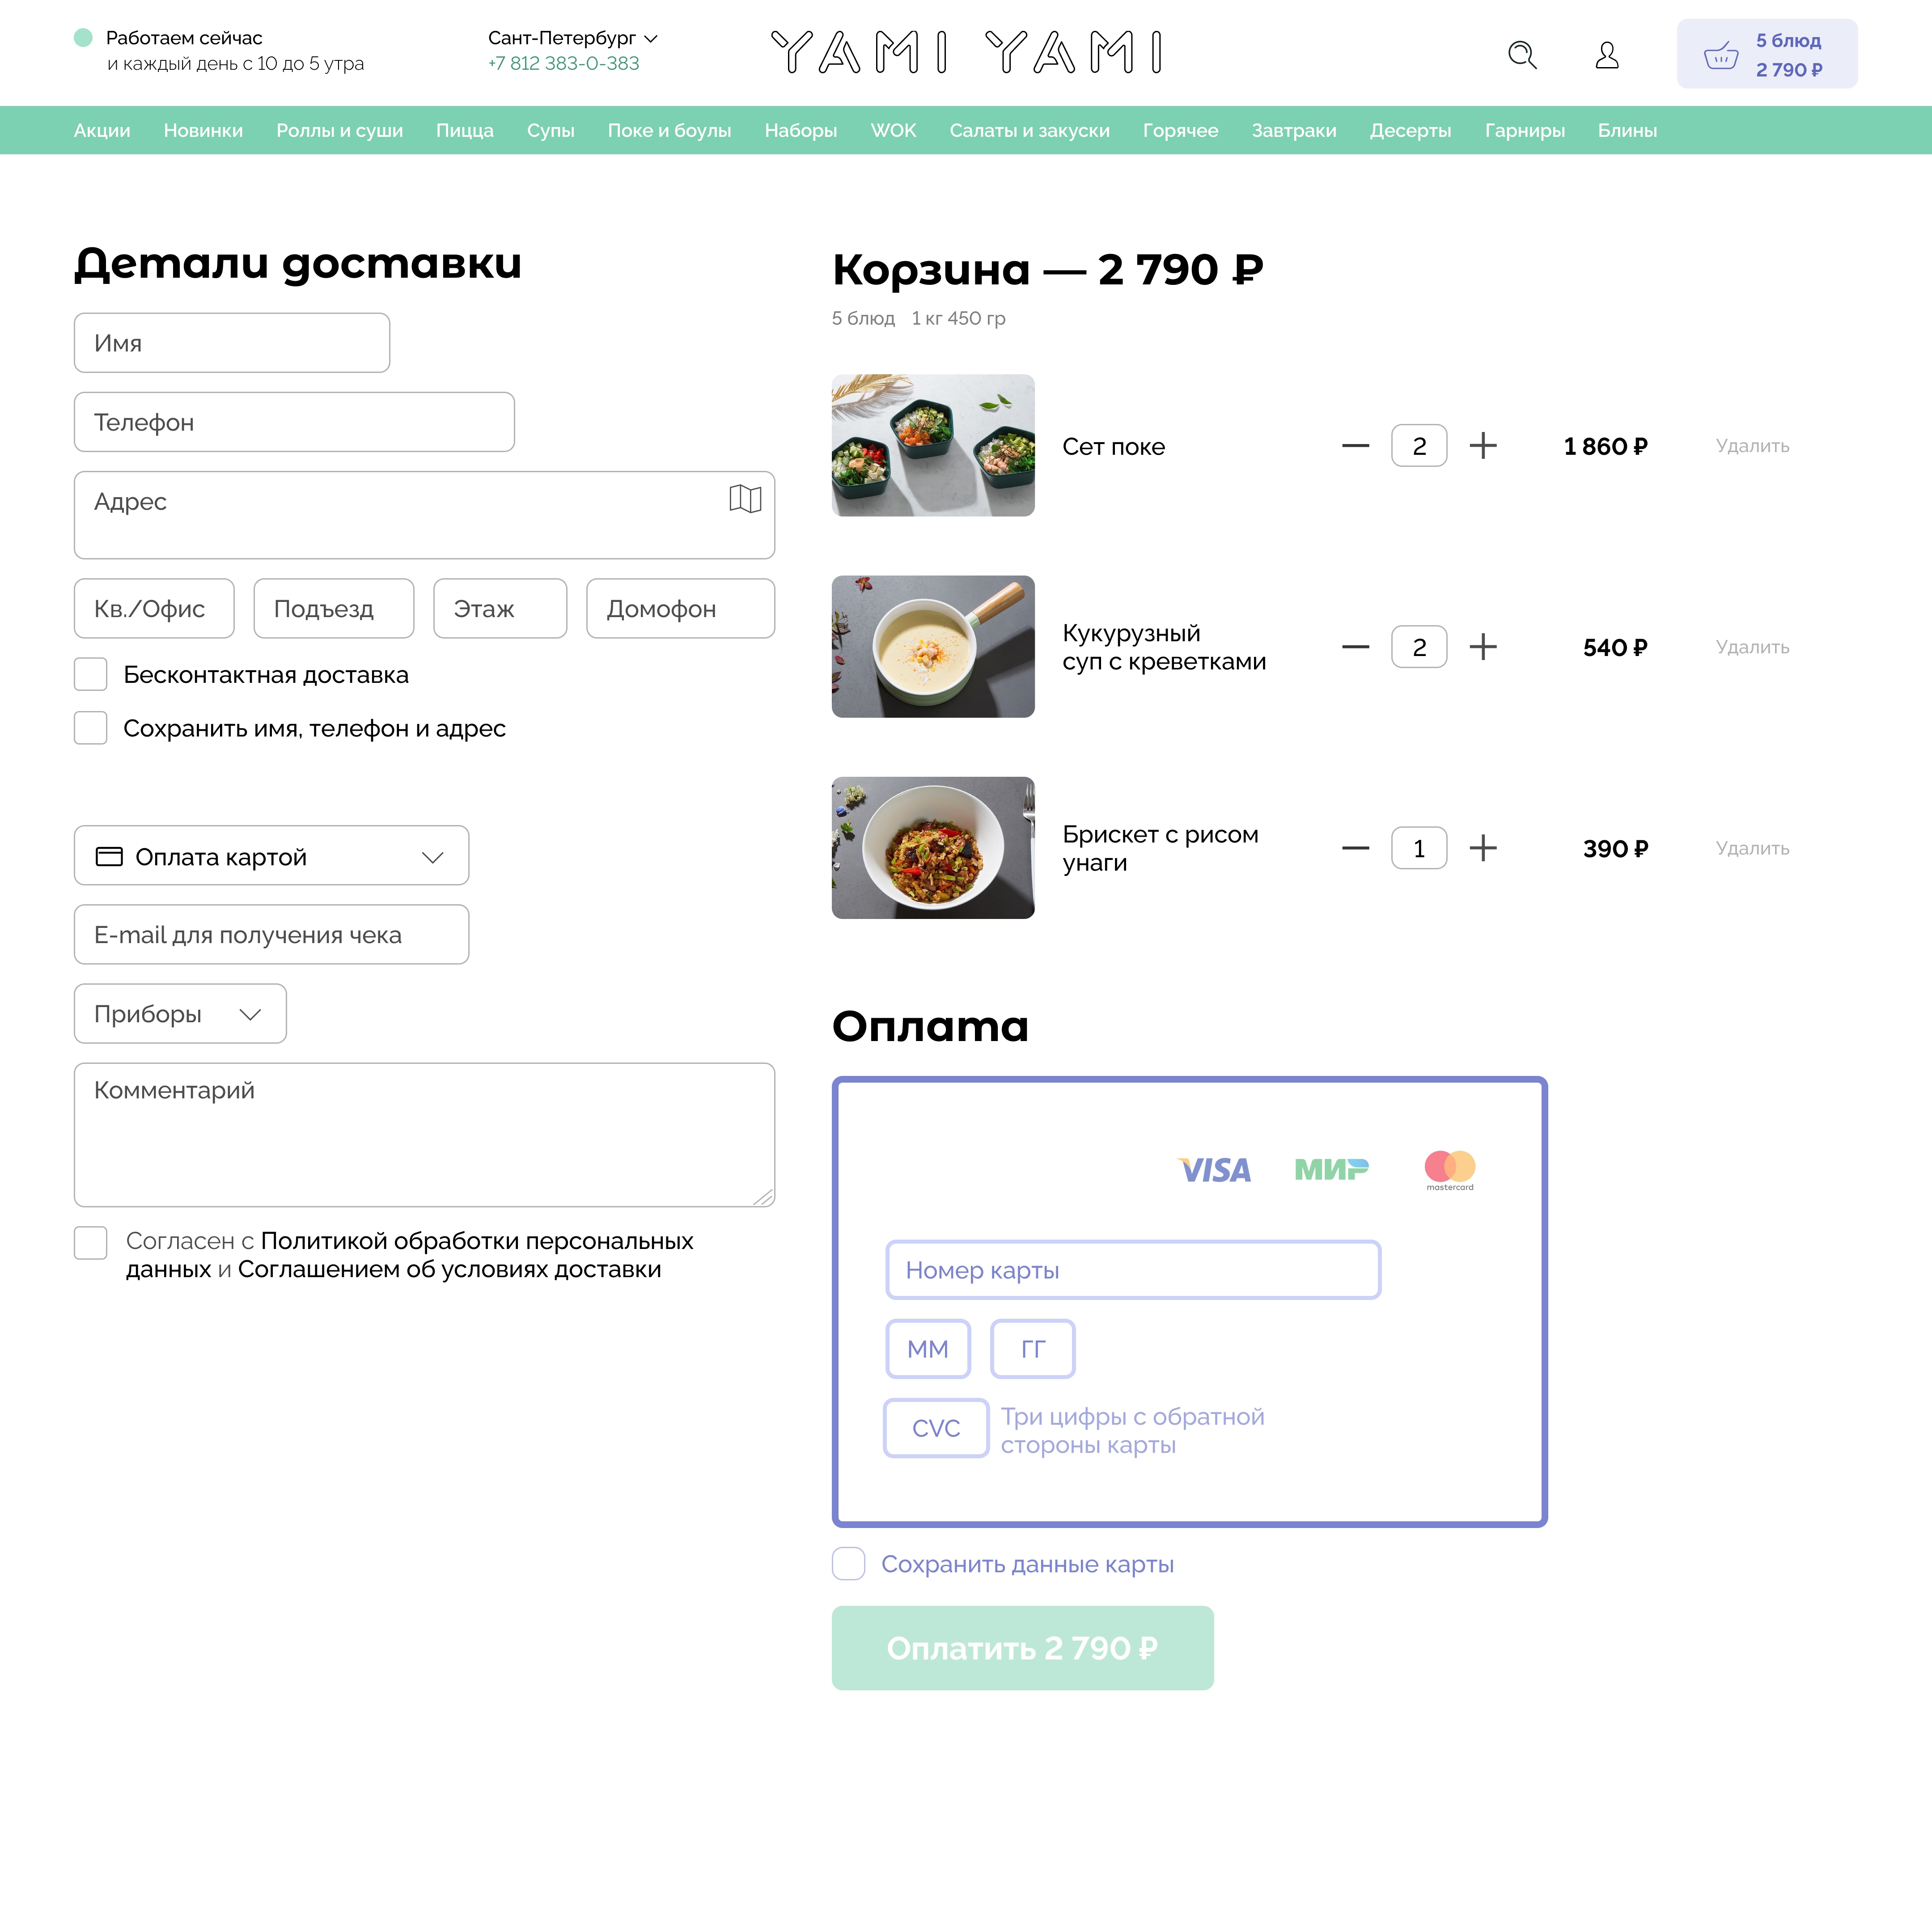 Работаем сейчас
и каждый день с 10 до 5 утра
Сант-Петербург
+7 812 383-0-383
YAMI YAMI
5 блюд
2 790 ₽
Акции Новинки Роллы и суши Пицца Супы Поке и боулы Наборы WOK Салаты и закуски Горячее Завтраки Десерты Гарниры Блины
Детали доставки
Имя
Телефон
Адрес
Кв./Офис Подъезд Этаж Домофон
Бесконтактная доставка
Сохранить имя, телефон и адрес
Оплата картой
E-mail для получения чека
Приборы
Комментарий
Согласен с Политикой обработки персональных
данных и Соглашением об условиях доставки
Корзина — 2 790 ₽
5 блюд 1 кг 450 гр
Сет поке 2 1 860 ₽ Удалить
Кукурузный
суп с креветками
2 540 ₽ Удалить
Брискет с рисом
унаги
1 390 ₽ Удалить
Оплата
VISA МИР mastercard
Номер карты
ММ ГГ
CVC
Три цифры с обратной
стороны карты
Сохранить данные карты
Оплатить 2 790 ₽